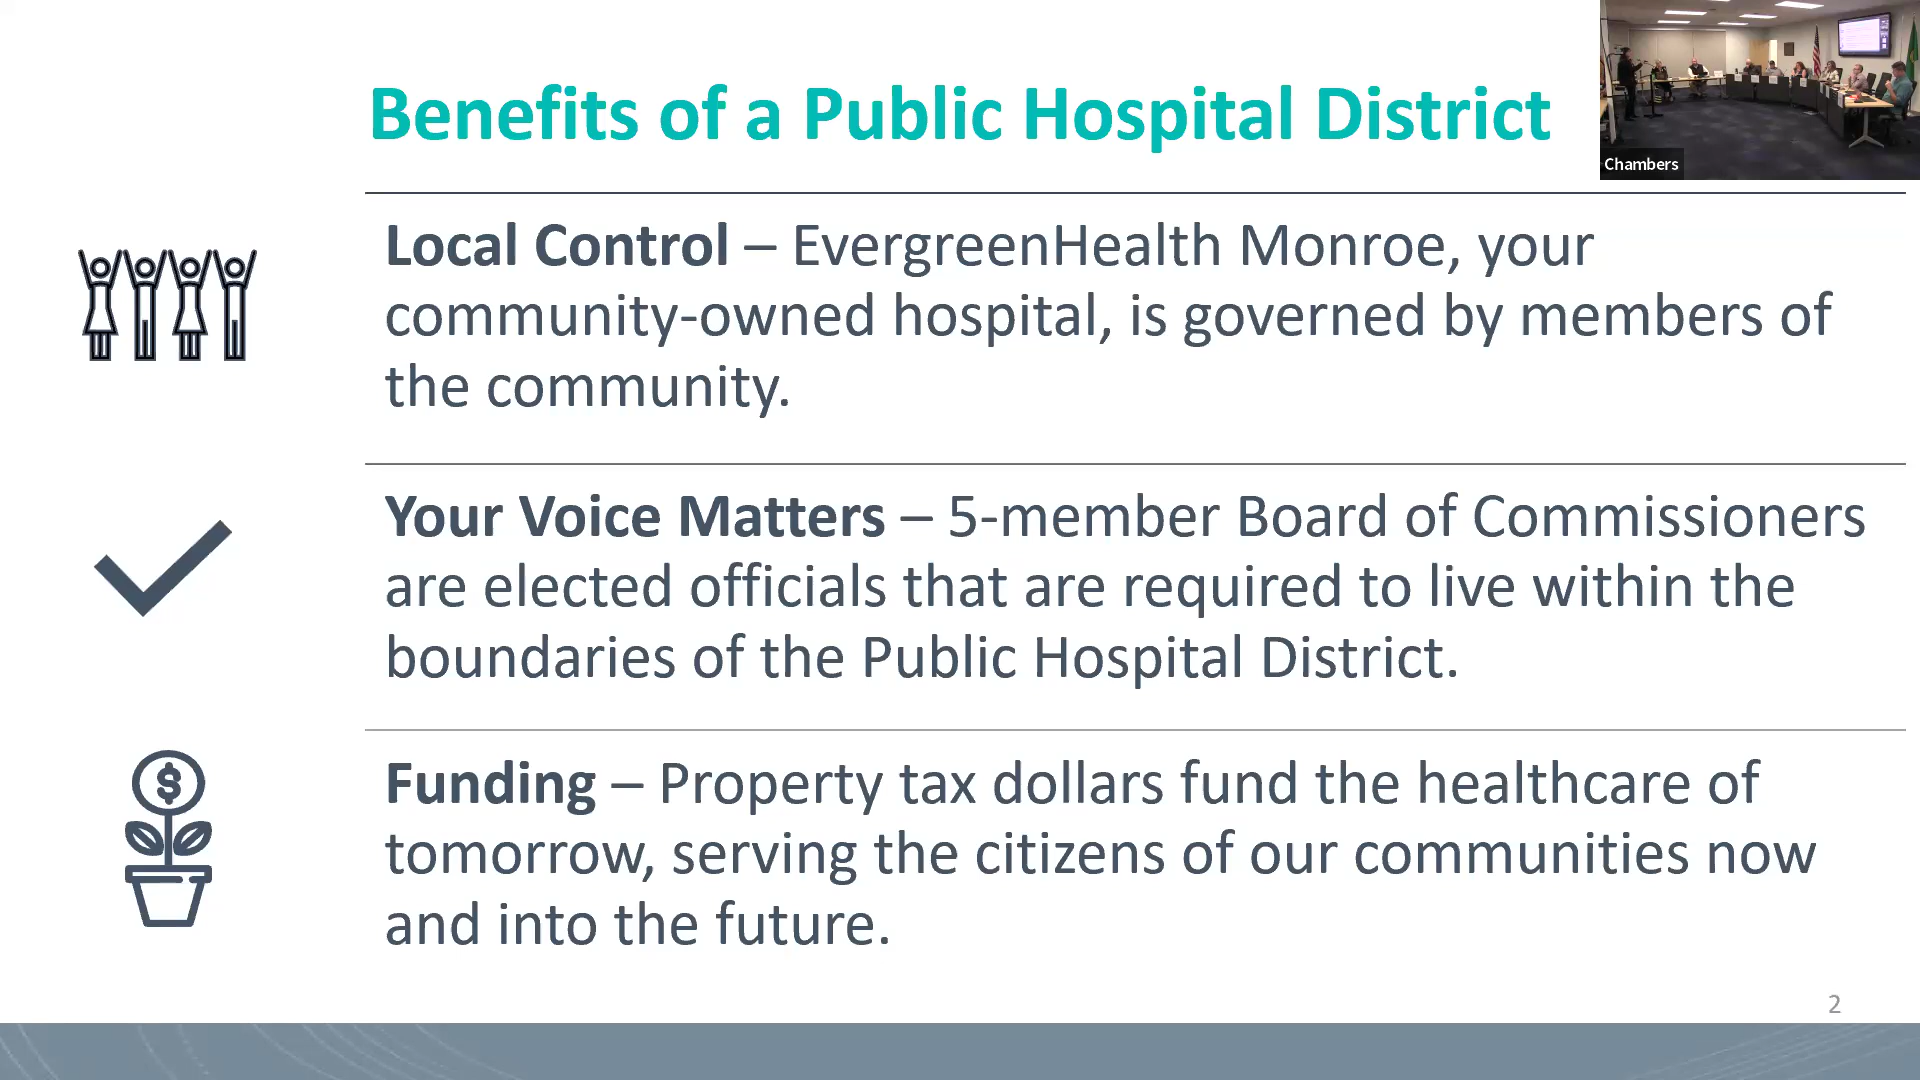 Benefits of a Public Hospital District
Chambers
Local Control – EvergreenHealth Monroe, your
community-owned hospital, is governed by members of
the community.
Your Voice Matters – 5-member Board of Commissioners
are elected officials that are required to live within the
boundaries of the Public Hospital District.
$
Funding – Property tax dollars fund the healthcare of
tomorrow, serving the citizens of our communities now
and into the future.
2